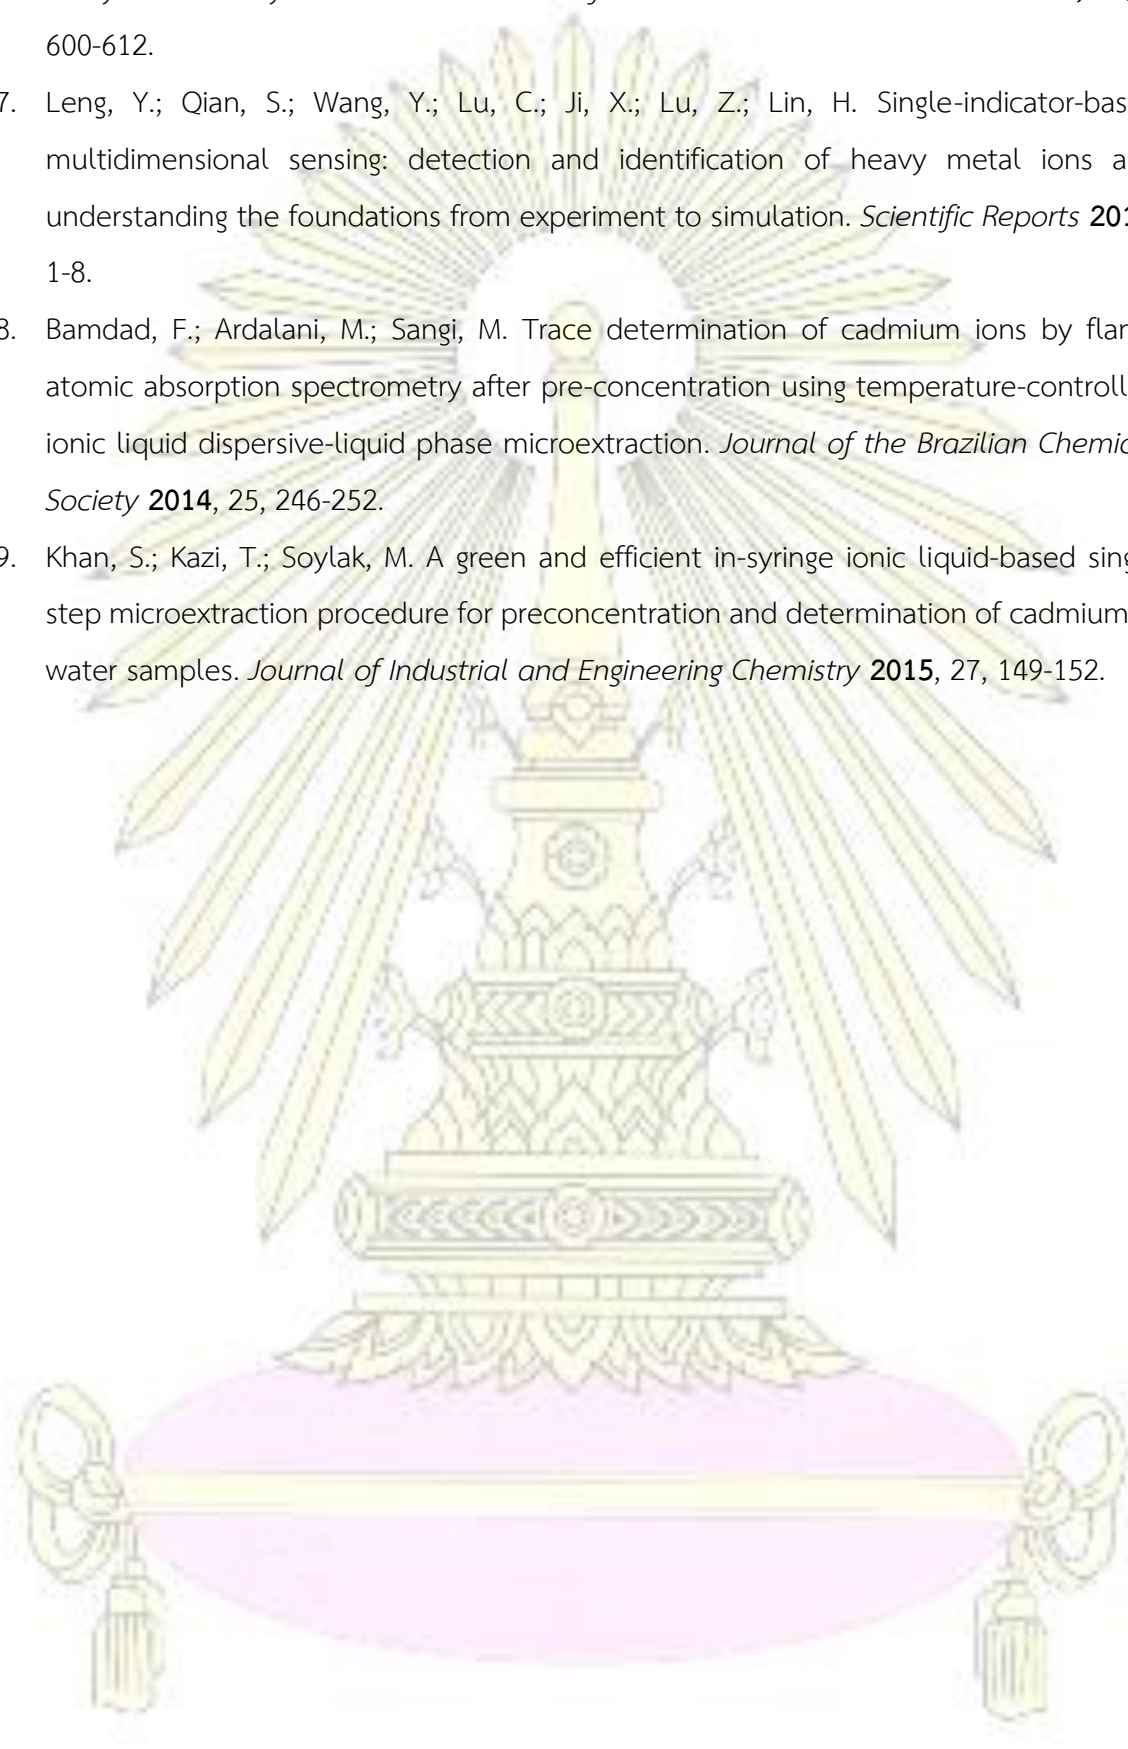 600-612.
7. Leng, Y.; Qian, S.; Wang, Y.; Lu, C.; Ji, X.; Lu, Z.; Lin, H. Single-indicator-bas
multidimensional sensing: detection and identification of heavy metal ions a
understanding the foundations from experiment to simulation. Scientific Reports 201
1-8.
8. Bamdad, F.; Ardalani, M.; Sangi, M. Trace determination of cadmium ions by flar
atomic absorption spectrometry after pre-concentration using temperature-controll
ionic liquid dispersive-liquid phase microextraction. Journal of the Brazilian Chemic
Society 2014, 25, 246-252.
9. Khan, S.; Kazi, T.; Soylak, M. A green and efficient in-syringe ionic liquid-based sing
step microextraction procedure for preconcentration and determination of cadmium
water samples. Journal of Industrial and Engineering Chemistry 2015, 27, 149-152.